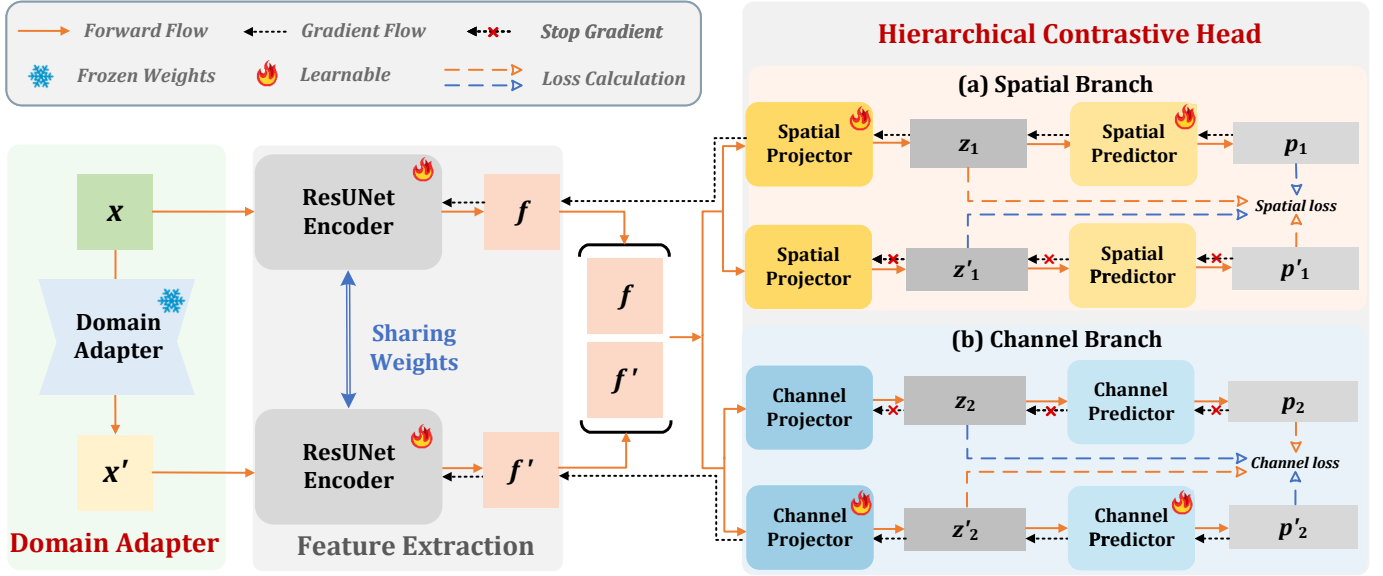 Forward Flow
Gradient Flow
Stop Gradient
Frozen Weights
Learnable
Loss Calculation
x
Domain
Adapter
x'
Domain Adapter
ResUNet
Encoder
f
Sharing
Weights
ResUNet
Encoder
f'
Feature Extraction
f
f'
Hierarchical Contrastive Head
(a) Spatial Branch
Spatial
Projector
z1
Spatial
Predictor
p1
Spatial loss
Spatial
Projector
z'1
Spatial
Predictor
p'1
(b) Channel Branch
Channel
Projector
z2
Channel
Predictor
p2
Channel loss
Channel
Projector
z'2
Channel
Predictor
p'2